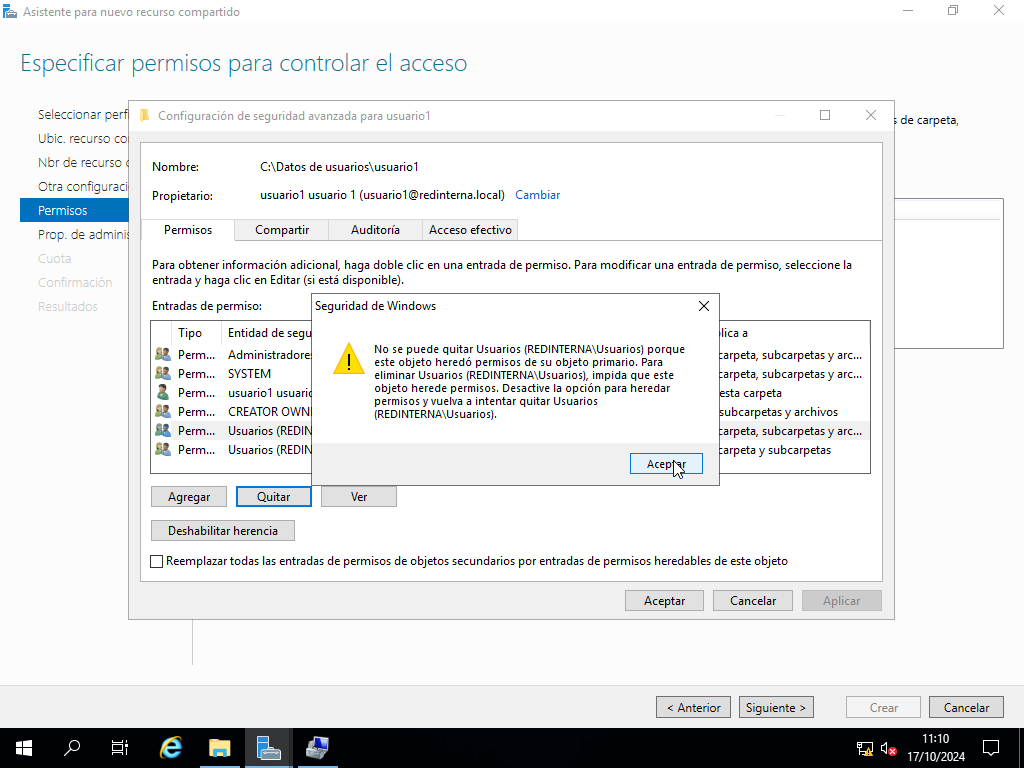 Asistente para nuevo recurso compartido
Especificar permisos para controlar el acceso
Seleccionar perf
Ubic. recurso co
Nbr de recurso
Otra configuraci
Permisos
Prop. de adminis
Cuota
Confirmación
Resultados
s de carpeta,
Configuración de seguridad avanzada para usuario1
Nombre: C:\Datos de usuarios\usuario1
Propietario: usuario1 usuario 1 (usuario1@redinterna.local) Cambiar
Permisos Compartir Auditoría Acceso efectivo
Para obtener información adicional, haga doble clic en una entrada de permiso. Para modificar una entrada de permiso, seleccione la
entrada y haga clic en Editar (si está disponible).
Entradas de permiso:
Tipo Entidad de segu plica a
Perm... Administradores carpeta, subcarpetas y arc...
Perm... SYSTEM carpeta, subcarpetas y arc...
Perm... usuario1 usuario esta carpeta
Perm... CREATOR OWN subcarpetas y archivos
Perm... Usuarios (REDIN carpeta, subcarpetas y arc...
Perm... Usuarios (REDIN carpeta y subcarpetas
Seguridad de Windows
No se puede quitar Usuarios (REDINTERNA\Usuarios) porque
este objeto heredó permisos de su objeto primario. Para
eliminar Usuarios (REDINTERNA\Usuarios), impida que este
objeto herede permisos. Desactive la opción para heredar
permisos y vuelva a intentar quitar Usuarios
(REDINTERNA\Usuarios).
Aceptar
Agregar Quitar Ver
Deshabilitar herencia
Reemplazar todas las entradas de permisos de objetos secundarios por entradas de permisos heredables de este objeto
Aceptar Cancelar Aplicar
< Anterior Siguiente > Crear Cancelar
11:10
17/10/2024